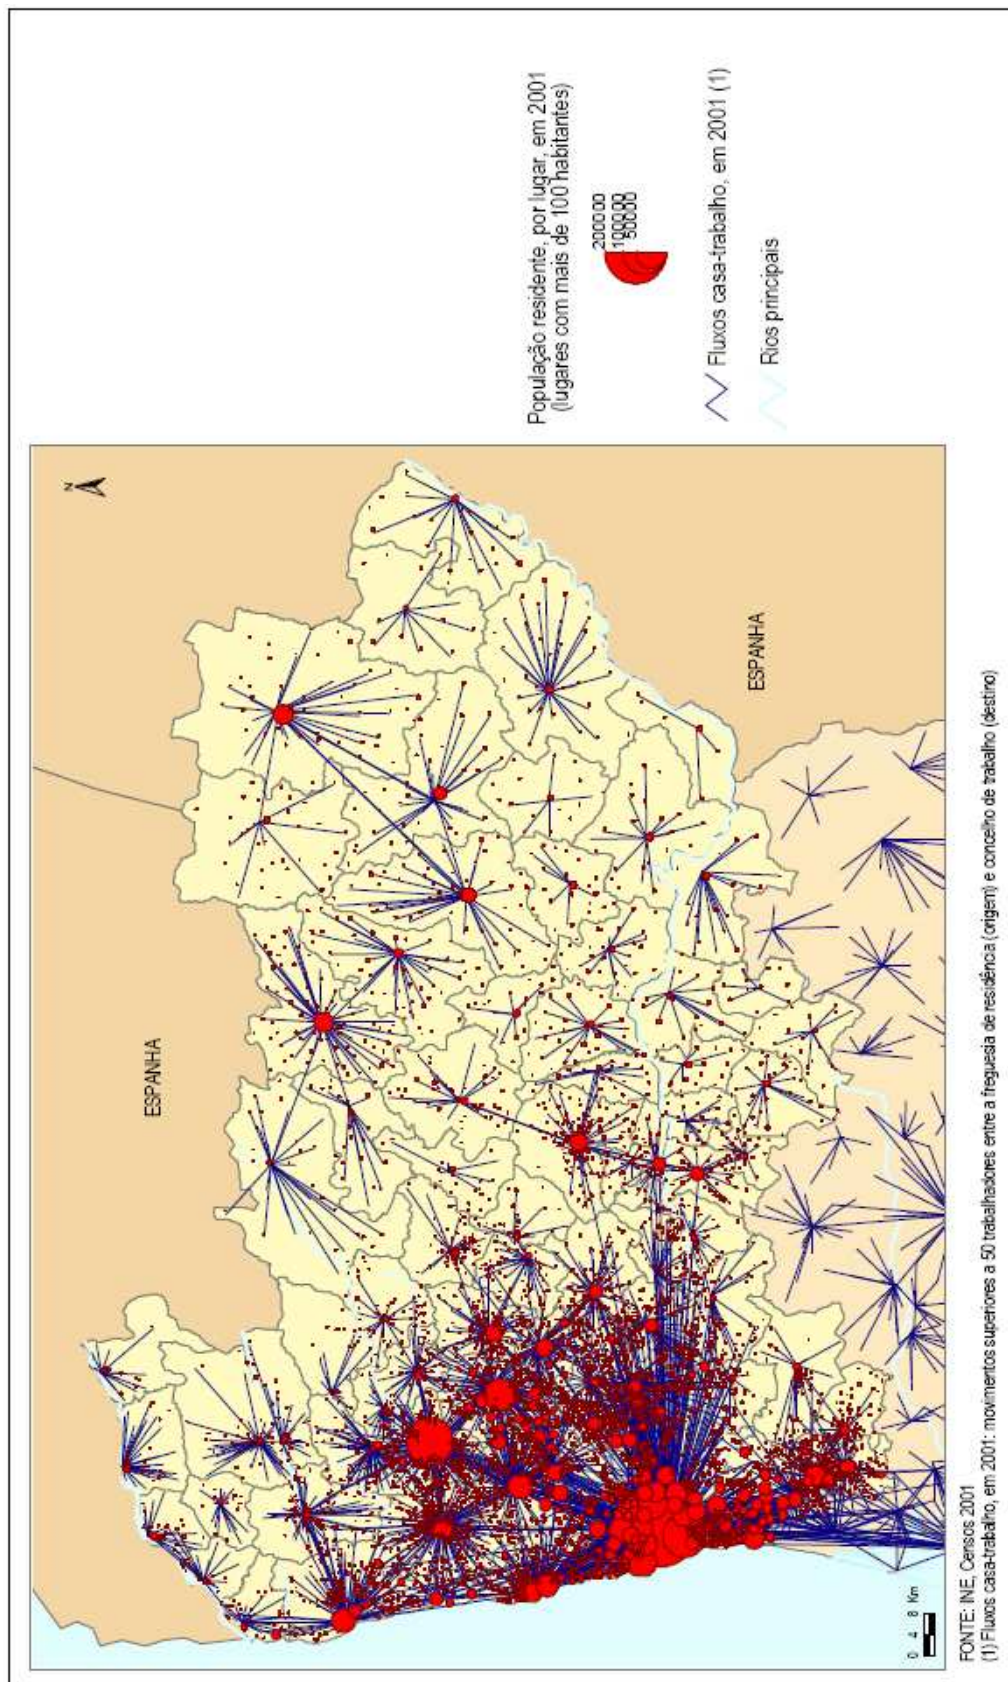 N
ESPANHA
ESPANHA
0 4 8 Km
População residente, por lugar, em 2001
(lugares com mais de 100 habitantes)
200000
100000
50000
Fluxos casa-trabalho, em 2001 (1)
Rios principais
FONTE: INE, Censos 2001
(1) Fluxos casa-trabalho, em 2001: movimentos superiores a 50 trabalhadores entre a freguesia de residência (origem) e concelho de trabalho (destino)